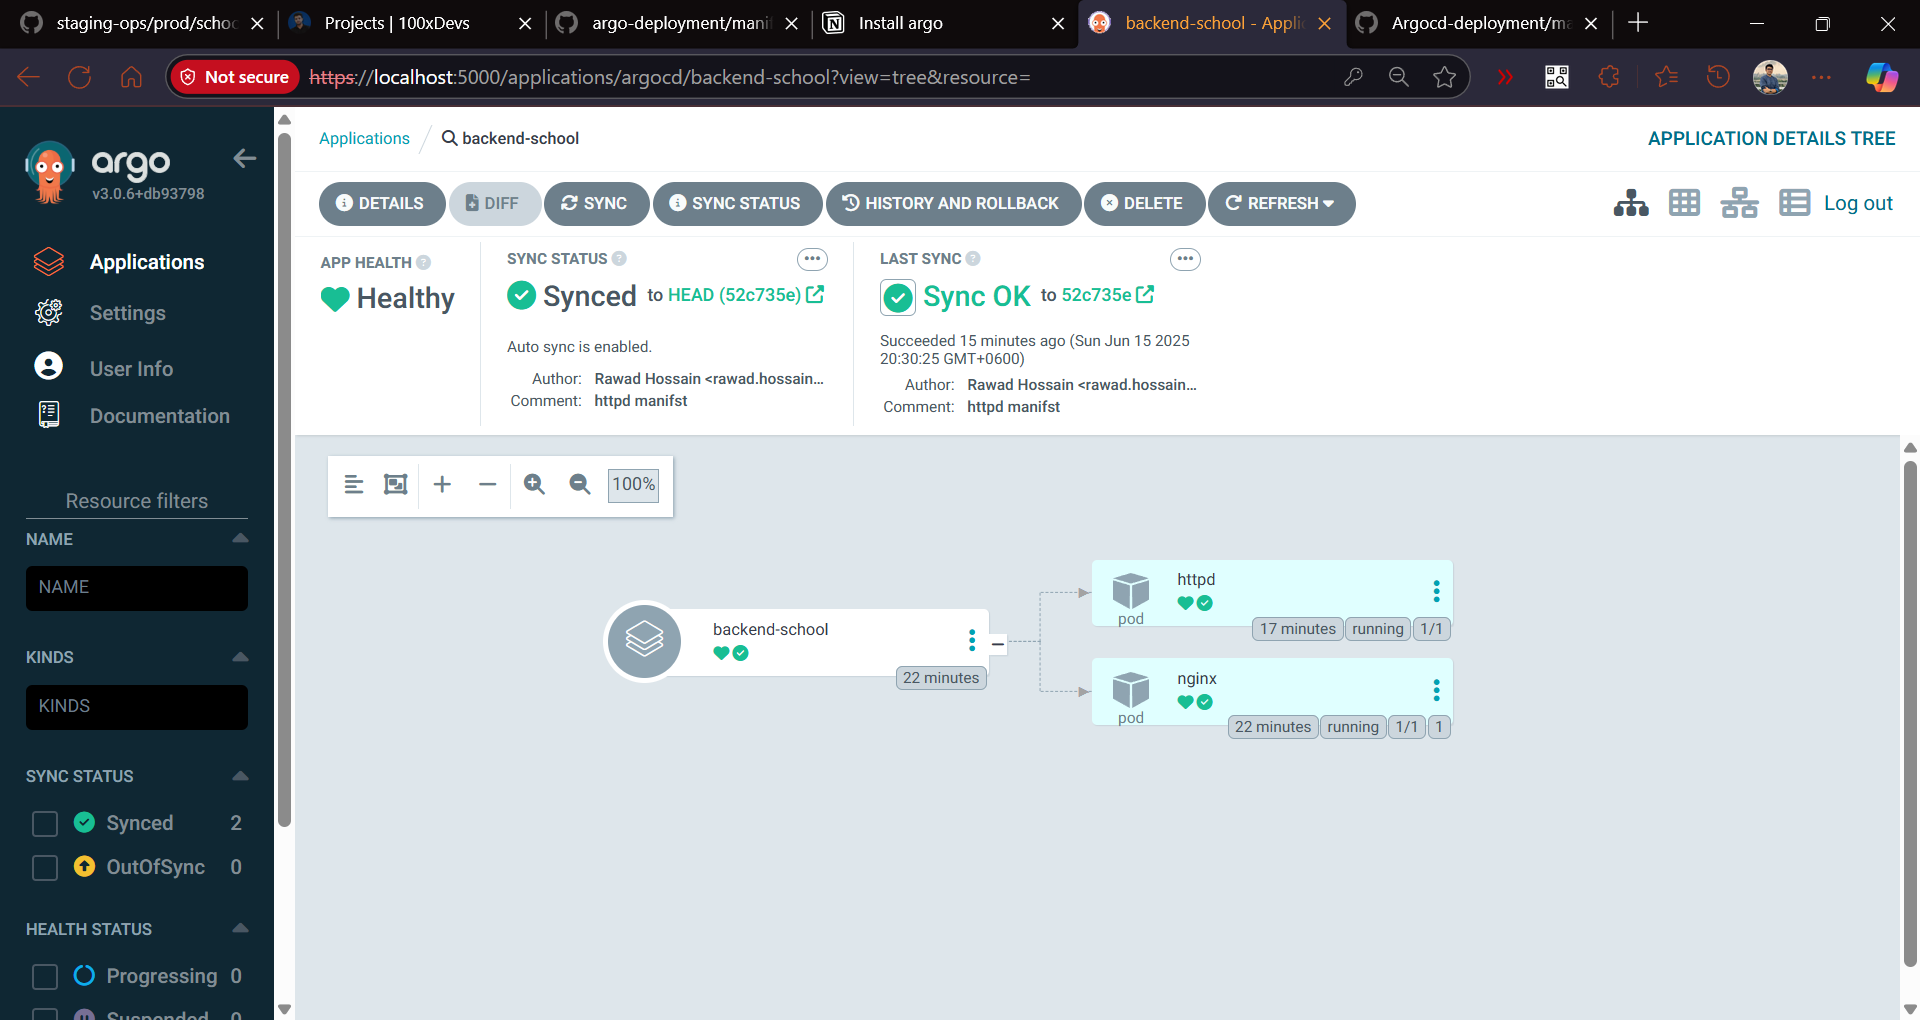 staging-ops/prod/schoo
Projects | 100xDevs
argo-deployment/manif
Install argo
backend-school - Applic
Argocd-deployment/ma
Not secure
https://localhost:5000/applications/argocd/backend-school?view=tree&resource=
argo
v3.0.6+db93798
Applications
Settings
User Info
Documentation
Resource filters
NAME
NAME
KINDS
KINDS
SYNC STATUS
Synced 2
OutOfSync 0
HEALTH STATUS
Progressing 0
Suspended 0
Applications / backend-school
APPLICATION DETAILS TREE
DETAILS
DIFF
SYNC
SYNC STATUS
HISTORY AND ROLLBACK
DELETE
REFRESH
Log out
APP HEALTH
Healthy
SYNC STATUS
Synced to HEAD (52c735e)
Auto sync is enabled.
Author: Rawad Hossain <rawad.hossain...
Comment: httpd manifst
LAST SYNC
Sync OK to 52c735e
Succeeded 15 minutes ago (Sun Jun 15 2025
20:30:25 GMT+0600)
Author: Rawad Hossain <rawad.hossain...
Comment: httpd manifst
100%
backend-school
22 minutes
httpd
pod
17 minutes running 1/1
nginx
pod
22 minutes running 1/1 1